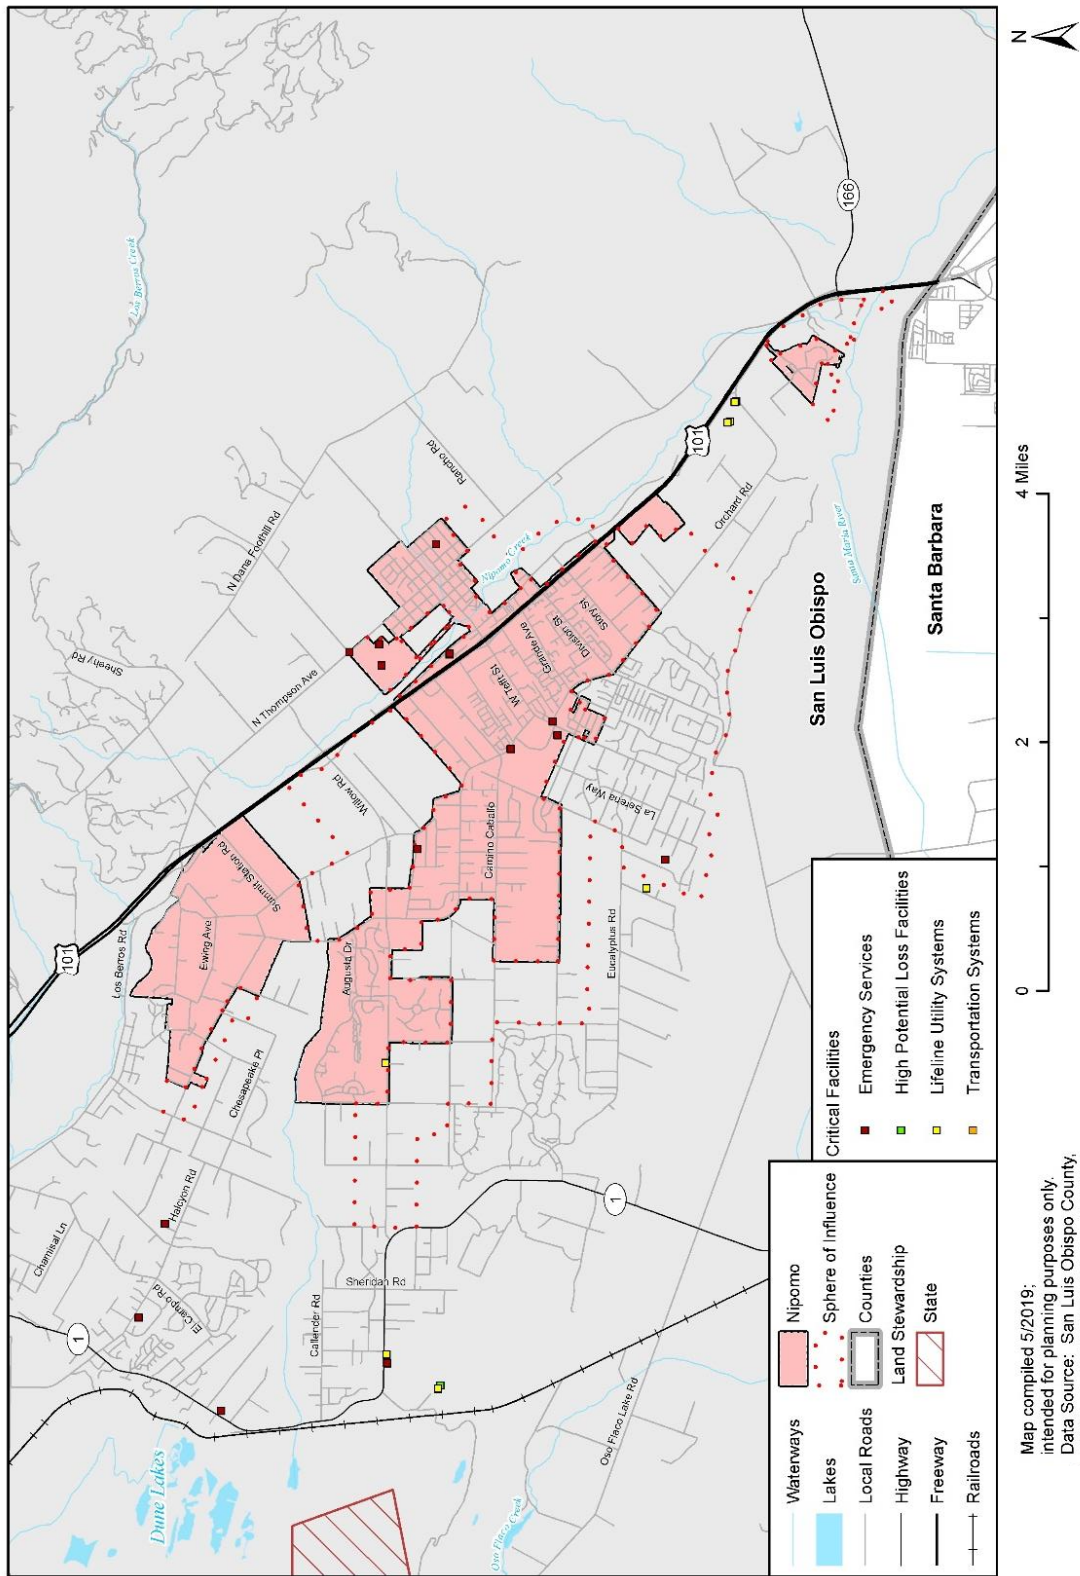 Los Berros Creek
Sheehy Rd
N Dana Foothill Rd
N Thompson Ave
Rancho Rd
Nipomo Creek
101
Los Berros Rd
Summit Station Rd
Ewing Ave
Willow Rd
Chesapeake Pl
Halcyon Rd
Chamisal Ln
El Campo Rd
1
Dune Lakes
Callender Rd
Sheridan Rd
Augusta Dr
Camino Caballo
W Tefft St
Grande Ave
Division St
Story St
Orchard Rd
101
166
La Serena Way
Eucalyptus Rd
1
Oso Flaco Lake Rd
Oso Flaco Creek
Santa Maria River
San Luis Obispo
Santa Barbara
Waterways
Lakes
Local Roads
Highway
Freeway
Railroads
Nipomo
Sphere of Influence
Counties
Land Stewardship
State
Critical Facilities
Emergency Services
High Potential Loss Facilities
Lifeline Utility Systems
Transportation Systems
Map compiled 5/2019;
intended for planning purposes only.
Data Source: San Luis Obispo County,
0 2 4 Miles
N